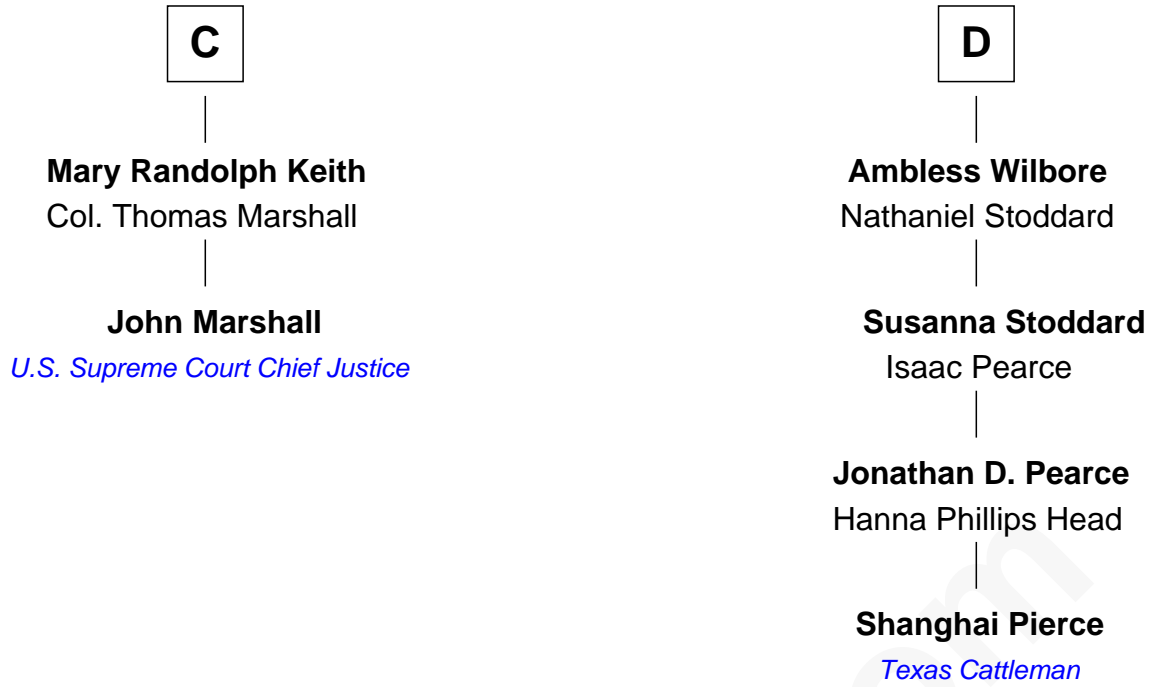 C
Mary Randolph Keith
Col. Thomas Marshall
John Marshall
U.S. Supreme Court Chief Justice
D
Ambless Wilbore
Nathaniel Stoddard
Susanna Stoddard
Isaac Pearce
Jonathan D. Pearce
Hanna Phillips Head
Shanghai Pierce
Texas Cattleman